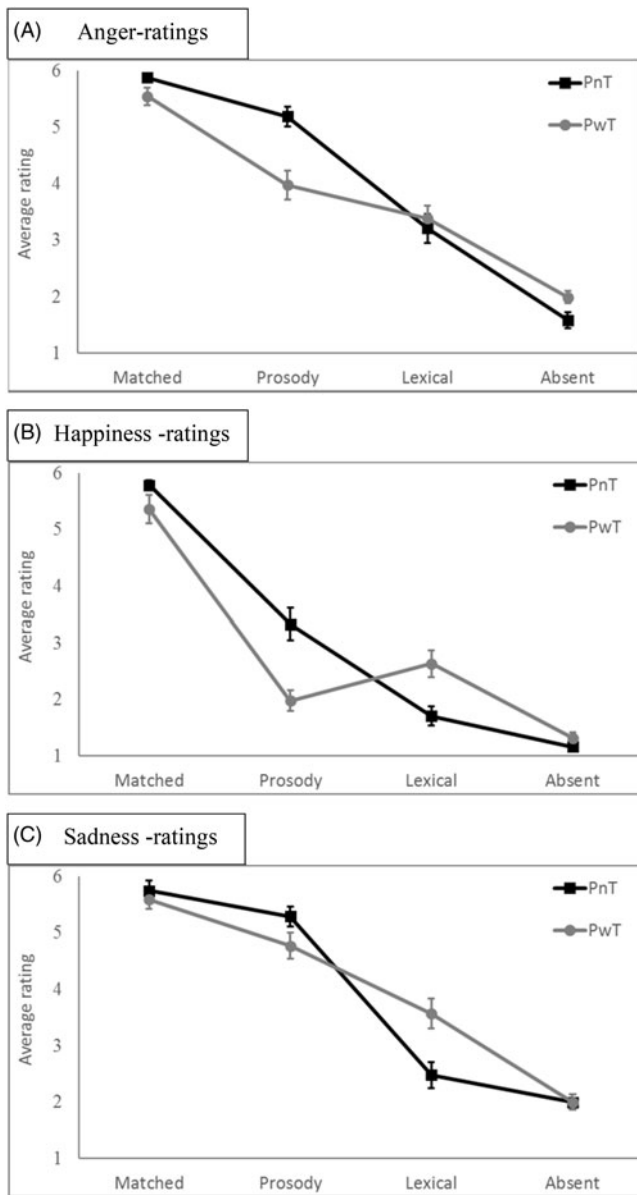 (A) Anger-ratings
6
5
4
3
2
1
Average rating
PnT
PwT
Matched Prosody Lexical Absent
(B) Happiness -ratings
6
5
4
3
2
1
Average rating
PnT
PwT
Matched Prosody Lexical Absent
(C) Sadness -ratings
6
5
4
3
2
1
Average rating
PnT
PwT
Matched Prosody Lexical Absent